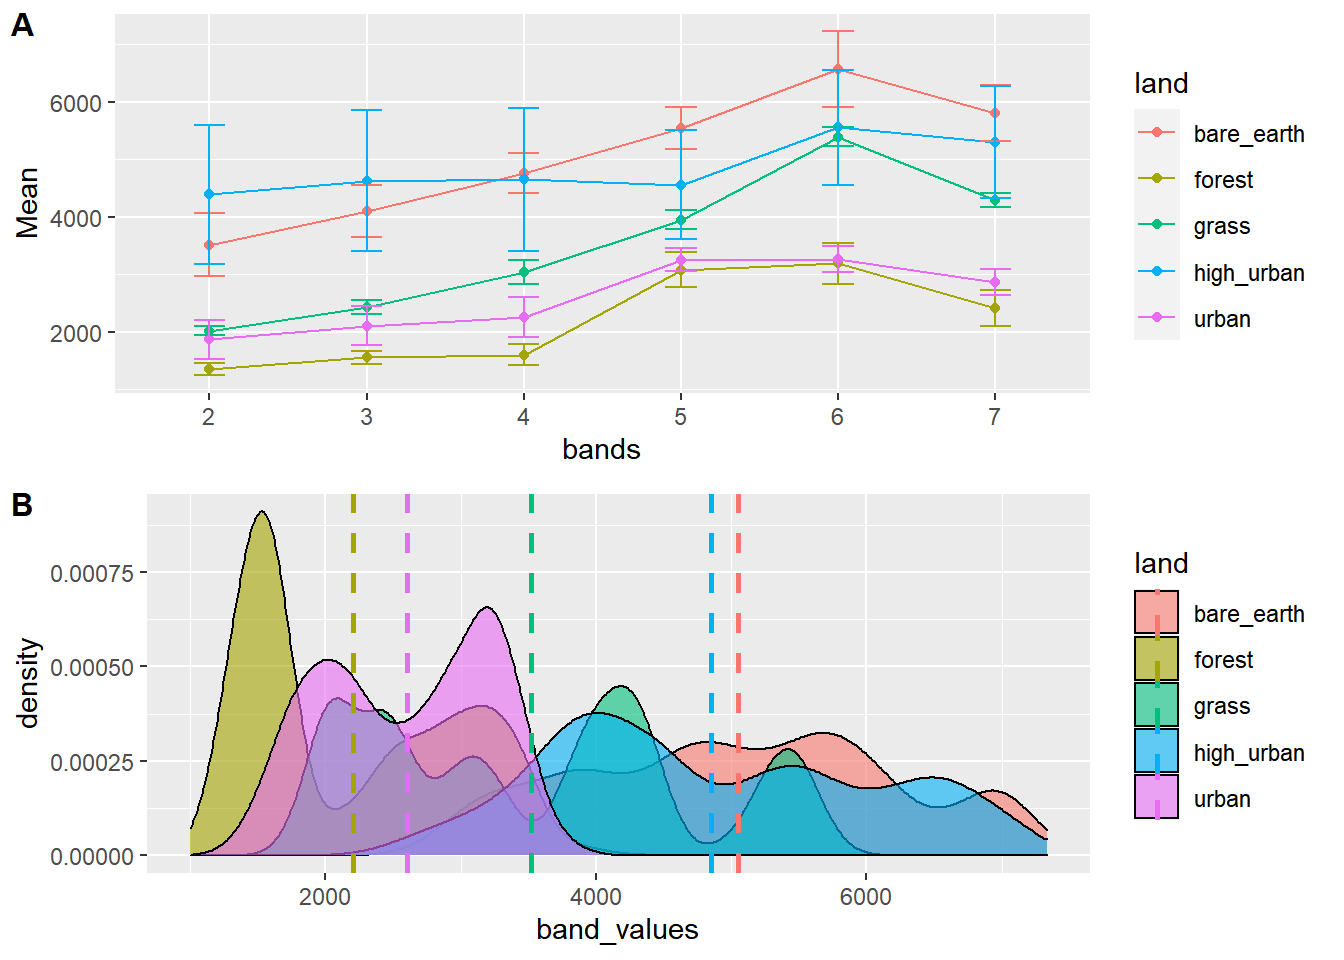 A
6000
4000
2000
Mean
2 3 4 5 6 7
bands
land
bare_earth
forest
grass
high_urban
urban
B
0.00075
0.00050
0.00025
0.00000
density
2000 4000 6000
band_values
land
bare_earth
forest
grass
high_urban
urban